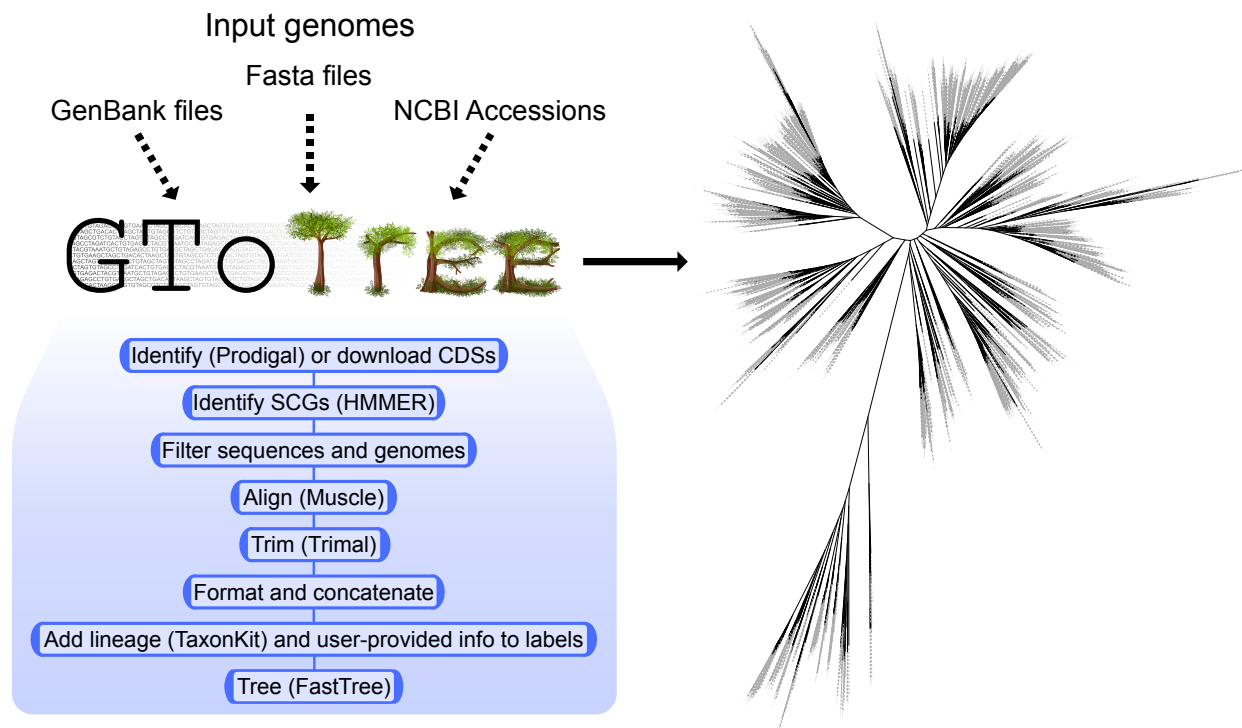 Input genomes
Fasta files
GenBank files
NCBI Accessions
GToTree
Identify (Prodigal) or download CDSs
Identify SCGs (HMMER)
Filter sequences and genomes
Align (Muscle)
Trim (Trimal)
Format and concatenate
Add lineage (TaxonKit) and user-provided info to labels
Tree (FastTree)